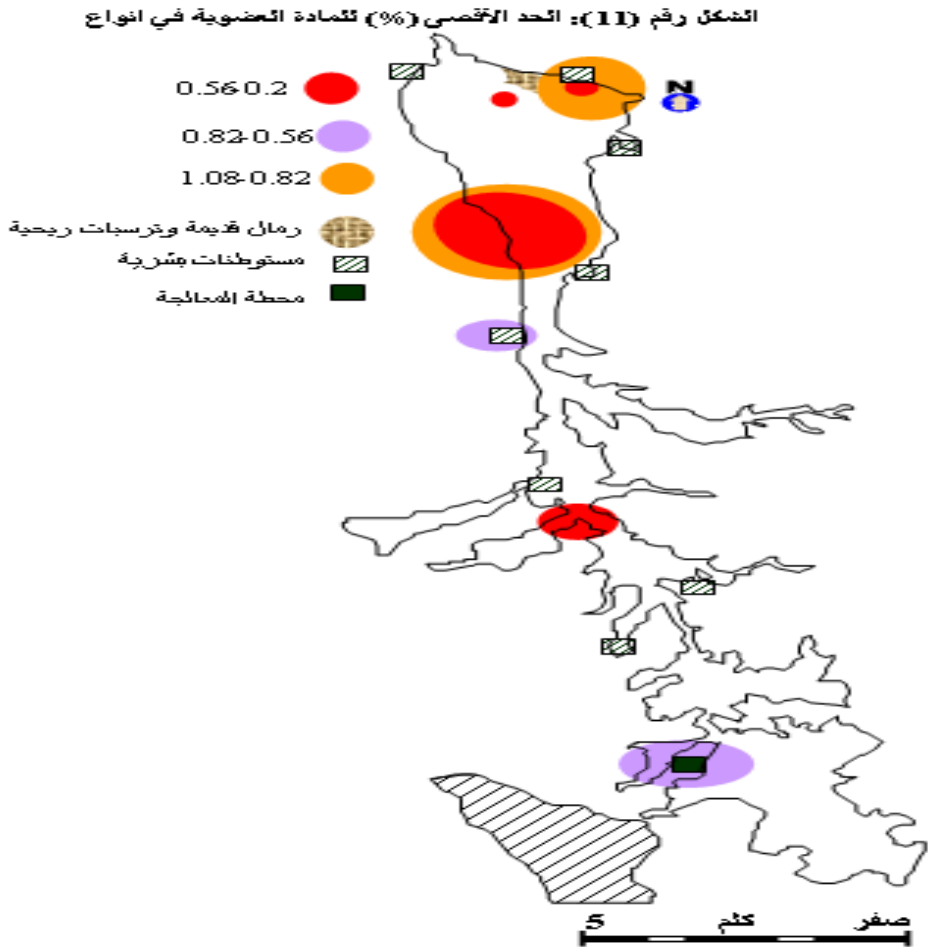 الشكل رقم (11): الحد الأقصى (%) للمادة العضوية في انواع
0.56-0.2
0.82-0.56
1.08-0.82
رمال قديمة وترسبات ريحية
مستوطنات بشرية
محطة المعالجة
N
صفر كلم 5